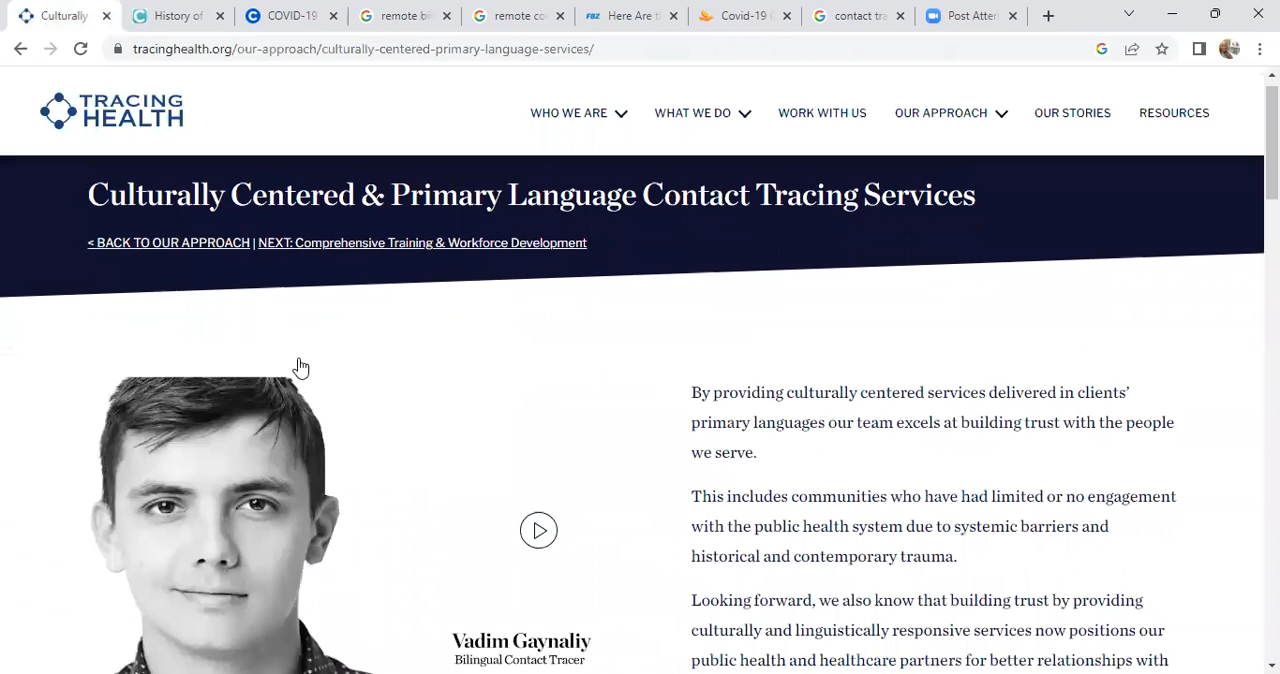 Culturally
History of
COVID-19
remote bi
remote co
FBZ Here Are t
Covid-19
contact tra
Post Atten
tracinghealth.org/our-approach/culturally-centered-primary-language-services/
TRACING
HEALTH
WHO WE ARE
WHAT WE DO
WORK WITH US
OUR APPROACH
OUR STORIES
RESOURCES
Culturally Centered & Primary Language Contact Tracing Services
< BACK TO OUR APPROACH | NEXT: Comprehensive Training & Workforce Development
By providing culturally centered services delivered in clients’
primary languages our team excels at building trust with the people
we serve.
This includes communities who have had limited or no engagement
with the public health system due to systemic barriers and
historical and contemporary trauma.
Looking forward, we also know that building trust by providing
culturally and linguistically responsive services now positions our
public health and healthcare partners for better relationships with
Vadim Gaynaliy
Bilingual Contact Tracer